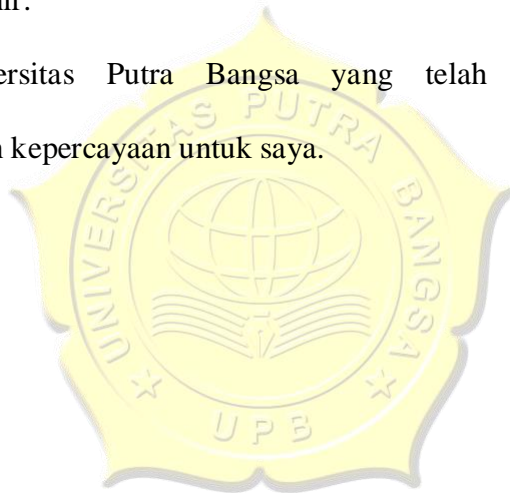 ersitas Putra Bangsa yang telah
kepercayaan untuk saya.
UNIVERSITAS PUTRA BANGSA
UPB